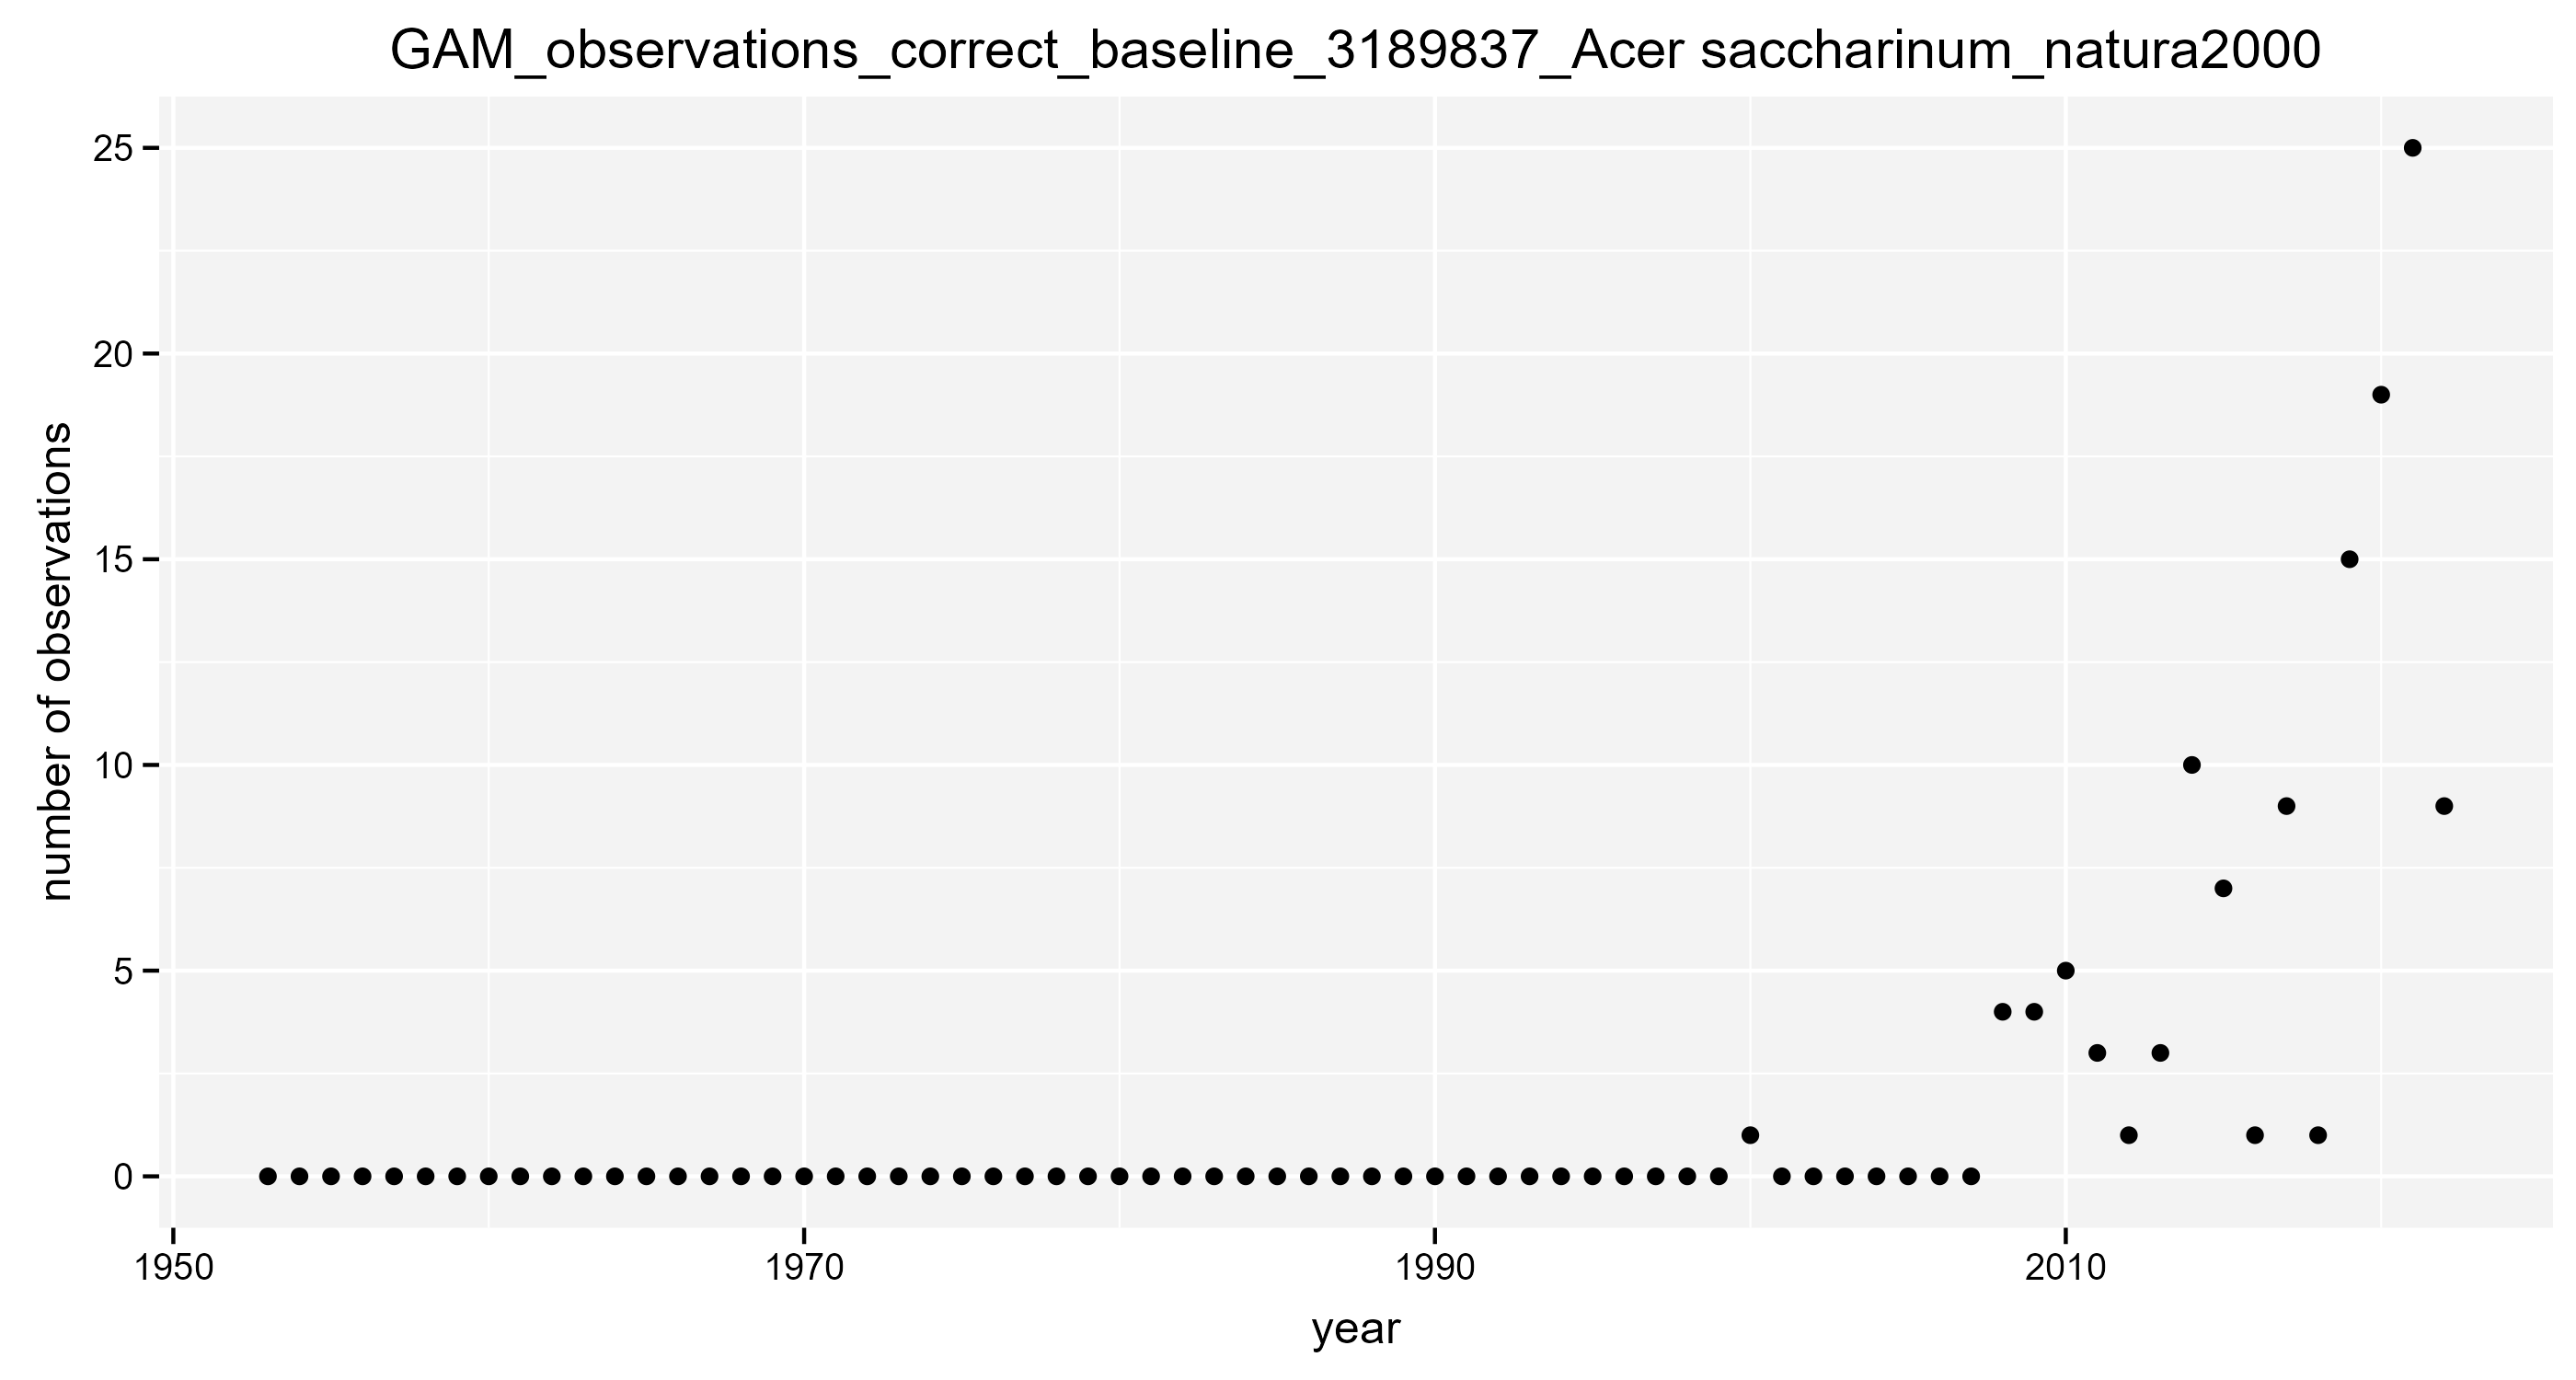 GAM_observations_correct_baseline_3189837_Acer saccharinum_natura2000
number of observations
25
20
15
10
5
0
1950 1970 1990 2010
year